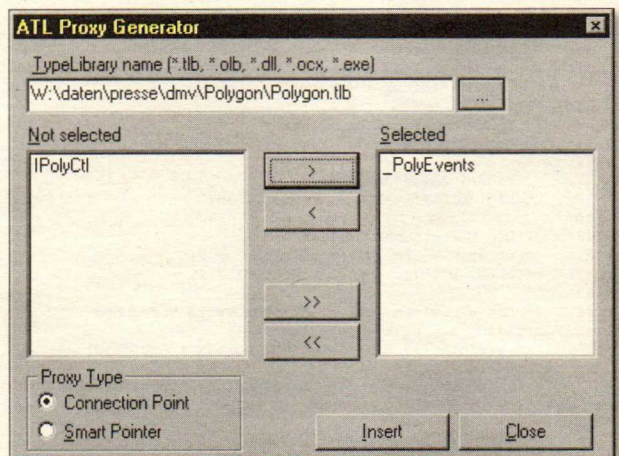 ATL Proxy Generator
TypeLibrary name (*.tlb, *.olb, *.dll, *.ocx, *.exe)
W:\daten\presse\dmv\Polygon\Polygon.tlb
...
Not selected
Selected
IPolyCtl
_PolyEvents
>
<
>>
<<
Proxy Type
Connection Point
Smart Pointer
Insert
Close